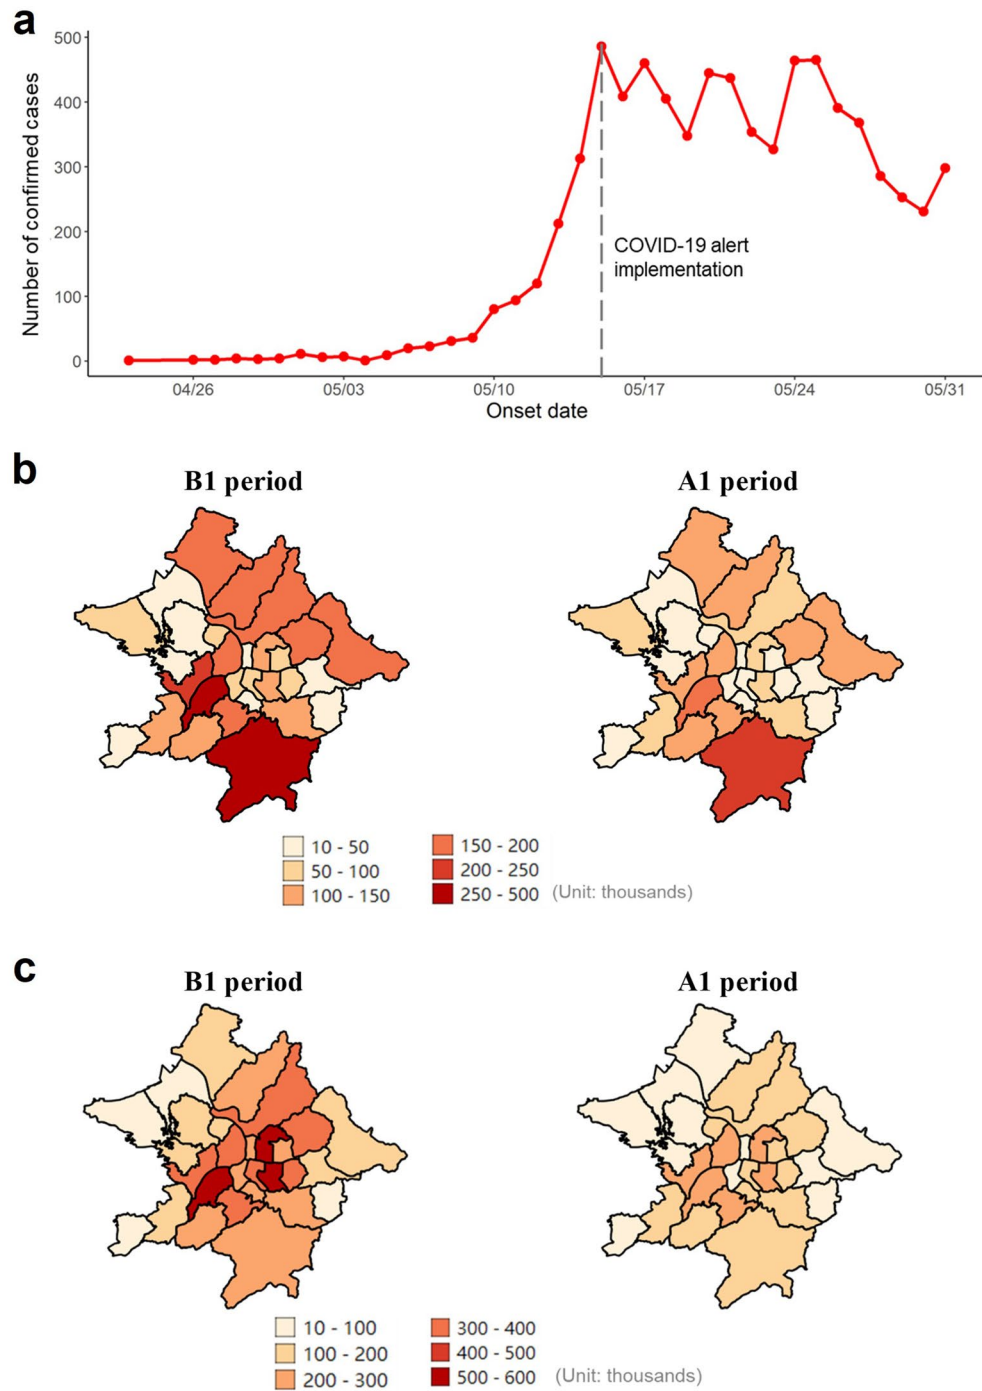 a
500
400
300
200
100
0
Number of confirmed cases
COVID-19 alert
implementation
04/26
05/03
05/10
05/17
05/24
05/31
Onset date
b
B1 period
A1 period
10 - 50
50 - 100
100 - 150
150 - 200
200 - 250
250 - 500
(Unit: thousands)
c
B1 period
A1 period
10 - 100
100 - 200
200 - 300
300 - 400
400 - 500
500 - 600
(Unit: thousands)